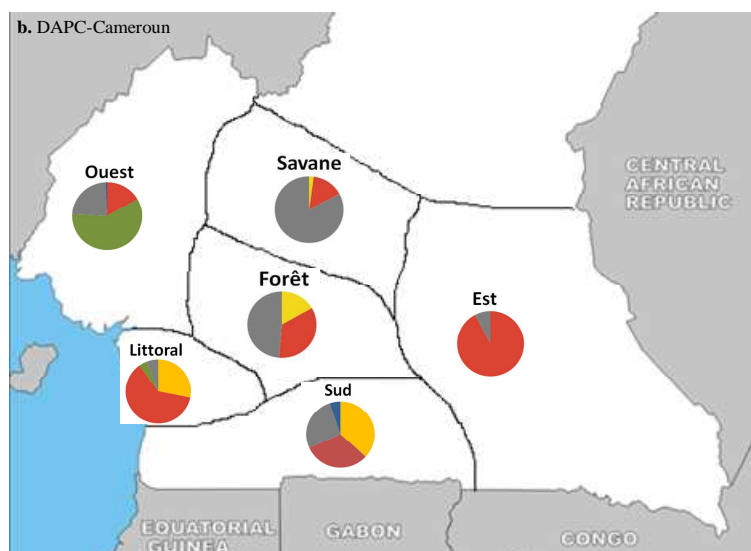 b. DAPC-Cameroun
CENTRAL
AFRICAN
REPUBLIC
Ouest
Savane
Forêt
Est
Littoral
Sud
EQUATORIAL
GUINEA
GABON
CONGO